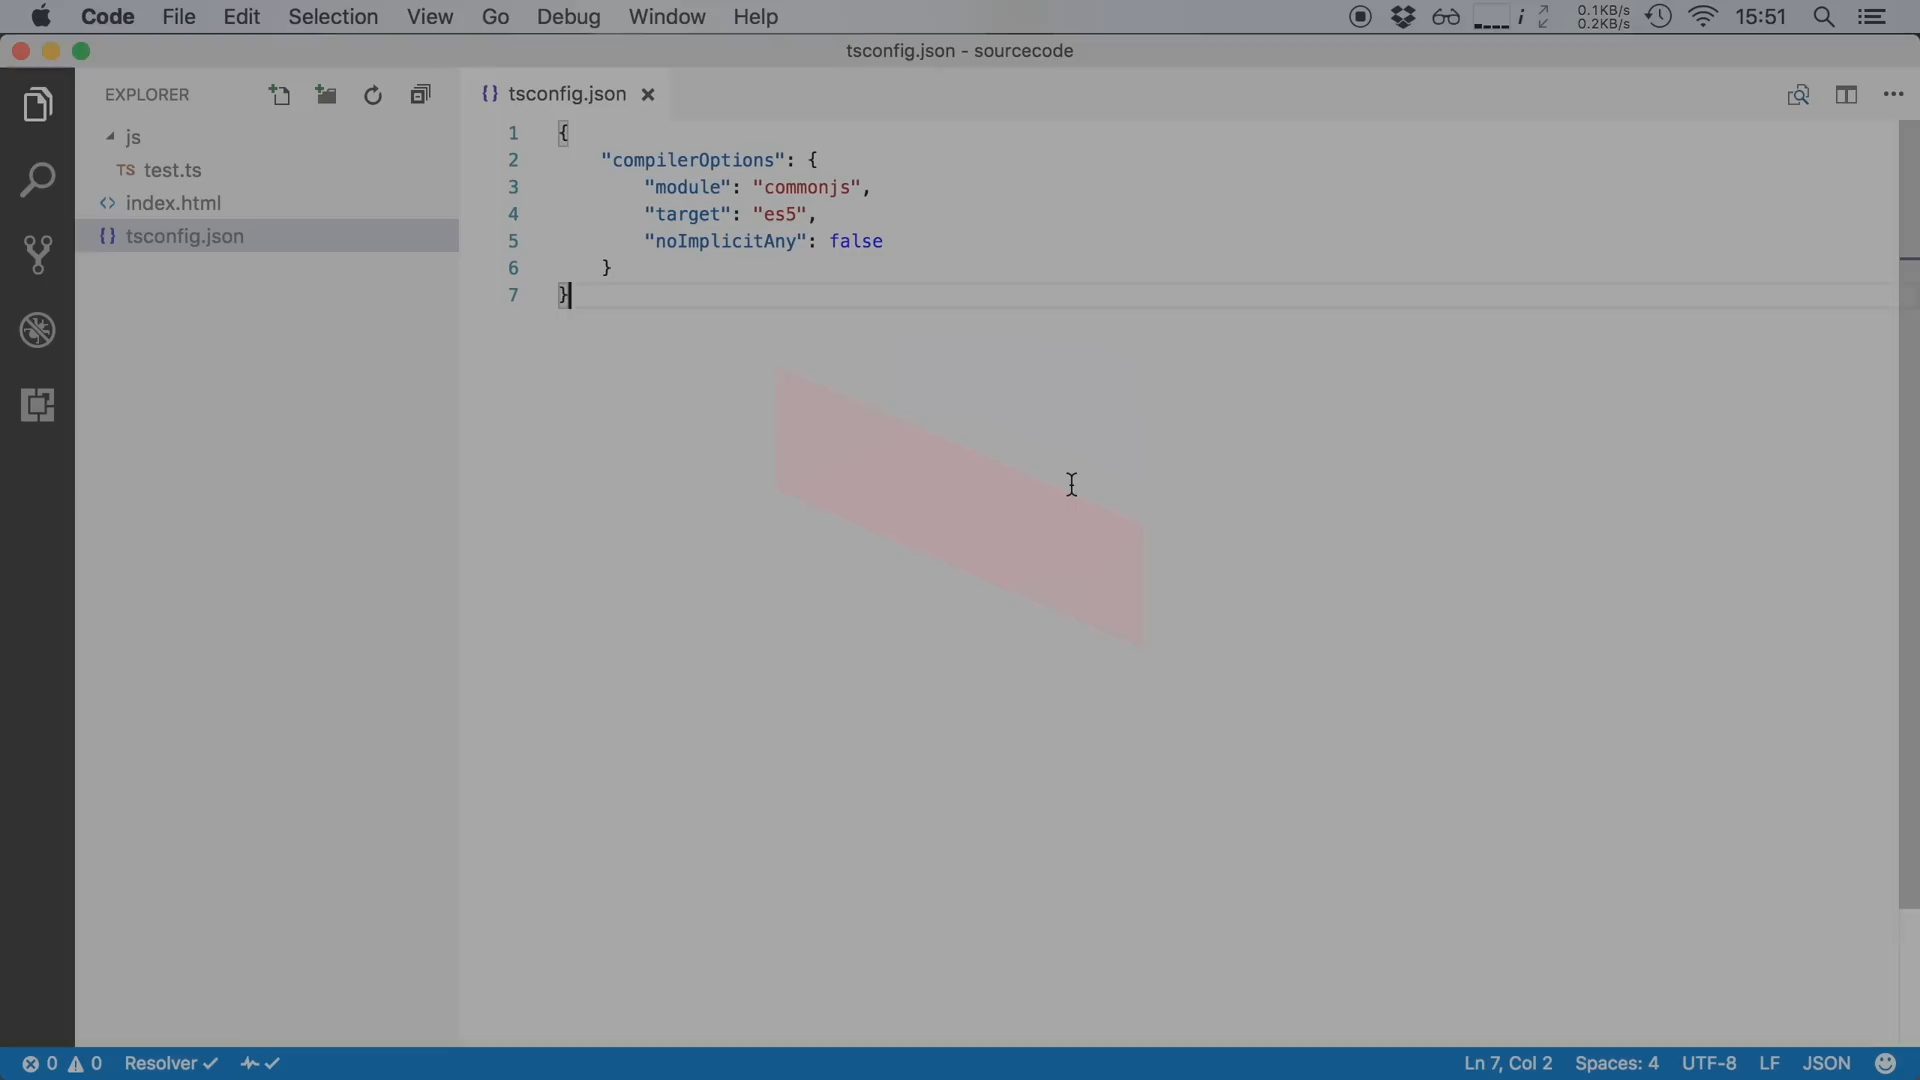 Code File Edit Selection View Go Debug Window Help
i 0.1KB/s 15:51
0.2KB/s
tsconfig.json - sourcecode
EXPLORER
js
TS test.ts
<> index.html
{} tsconfig.json
{} tsconfig.json ×
1 {
2     "compilerOptions": {
3         "module": "commonjs",
4         "target": "es5",
5         "noImplicitAny": false
6     }
7 }
0 0 Resolver ✓ ✓ Ln 7, Col 2 Spaces: 4 UTF-8 LF JSON